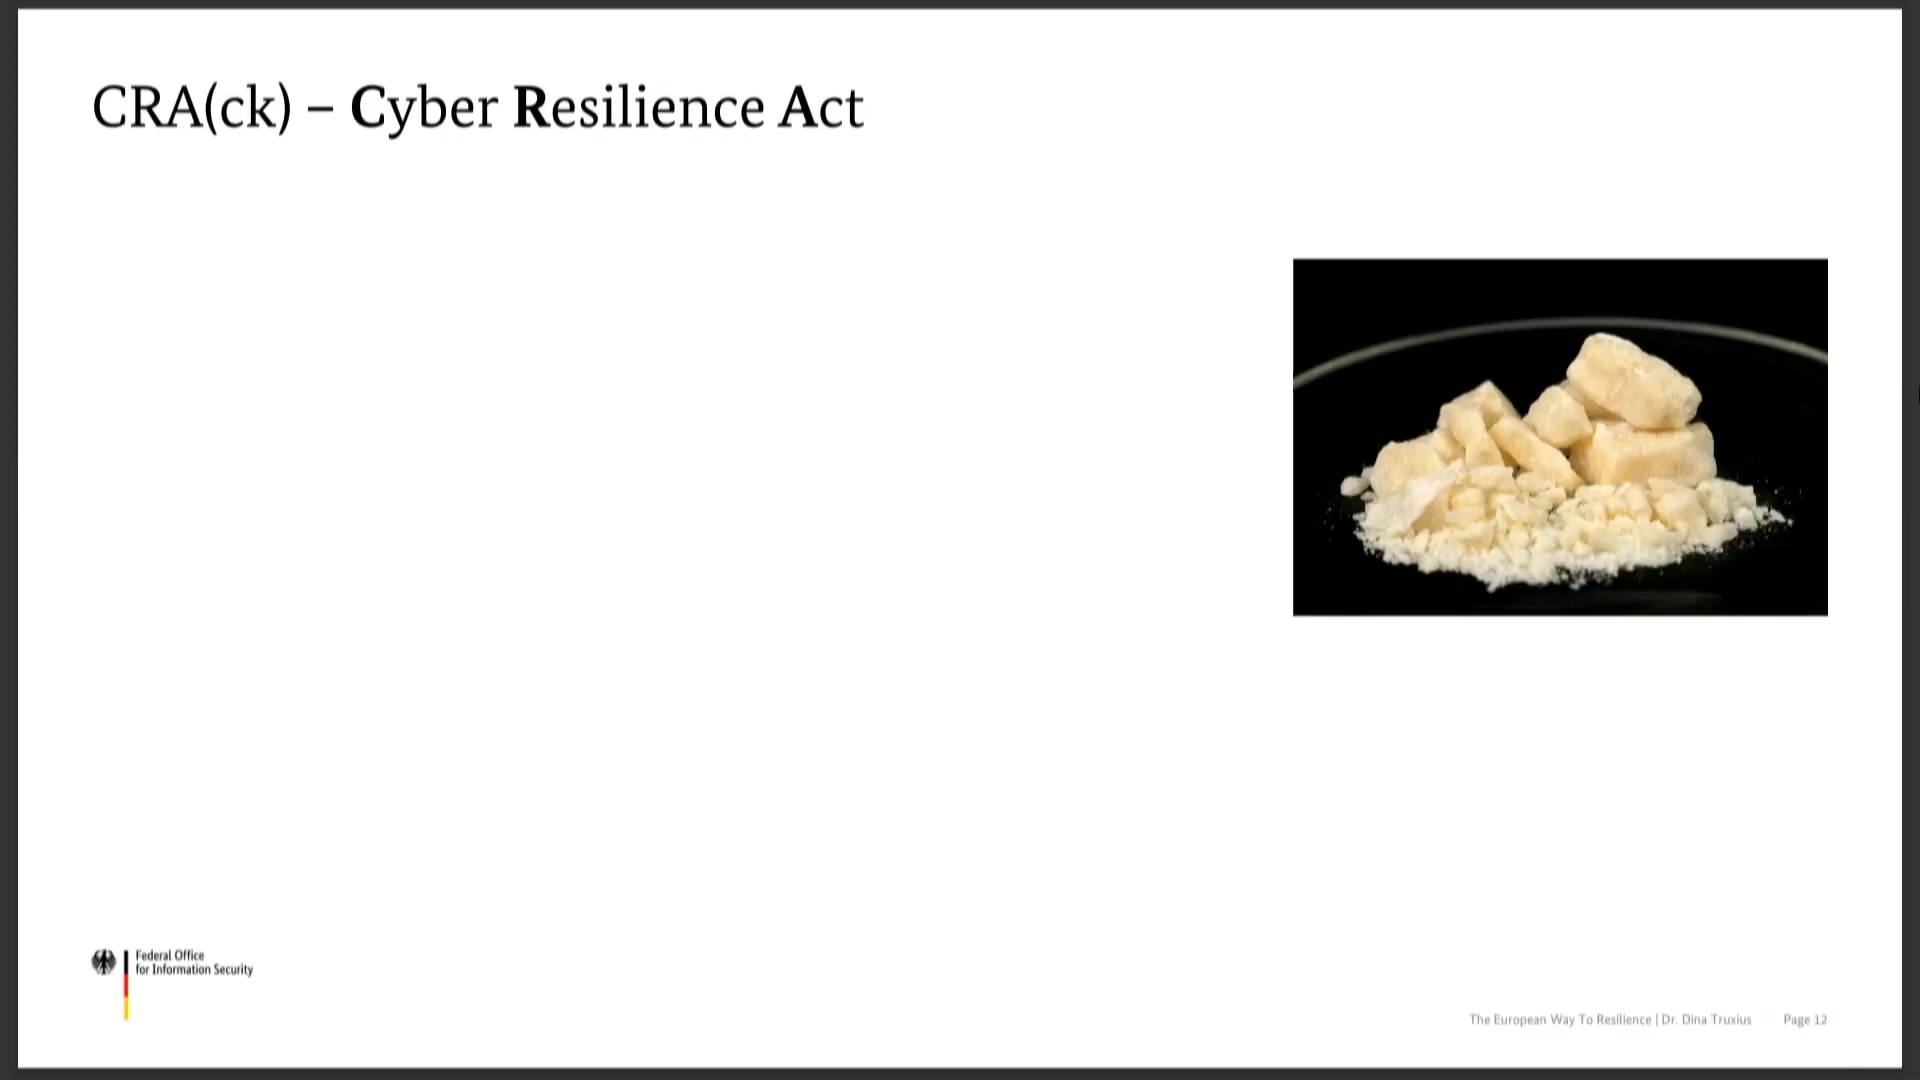 CRA(ck) – Cyber Resilience Act
Federal Office
for Information Security
The European Way To Resilience | Dr. Dina Truxius
Page 12